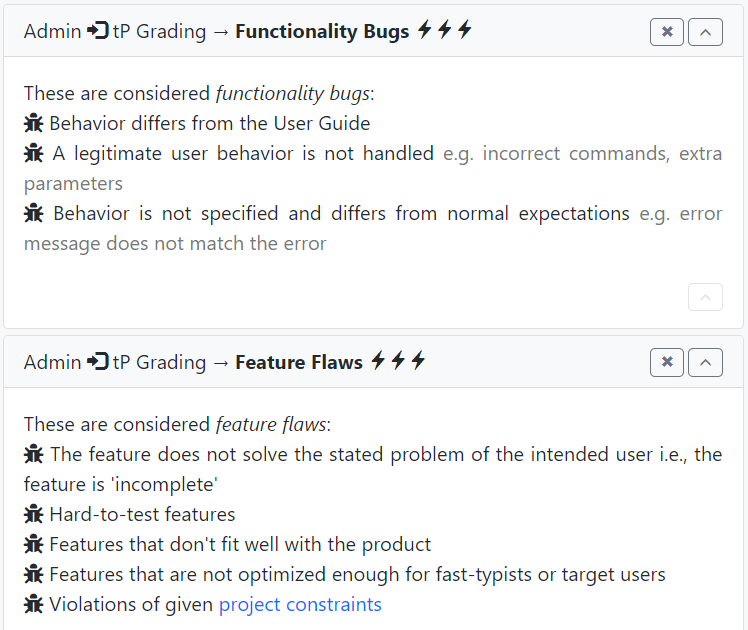 Admin tP Grading → Functionality Bugs
These are considered functionality bugs:
Behavior differs from the User Guide
A legitimate user behavior is not handled e.g. incorrect commands, extra
parameters
Behavior is not specified and differs from normal expectations e.g. error
message does not match the error
Admin tP Grading → Feature Flaws
These are considered feature flaws:
The feature does not solve the stated problem of the intended user i.e., the
feature is 'incomplete'
Hard-to-test features
Features that don't fit well with the product
Features that are not optimized enough for fast-typists or target users
Violations of given project constraints